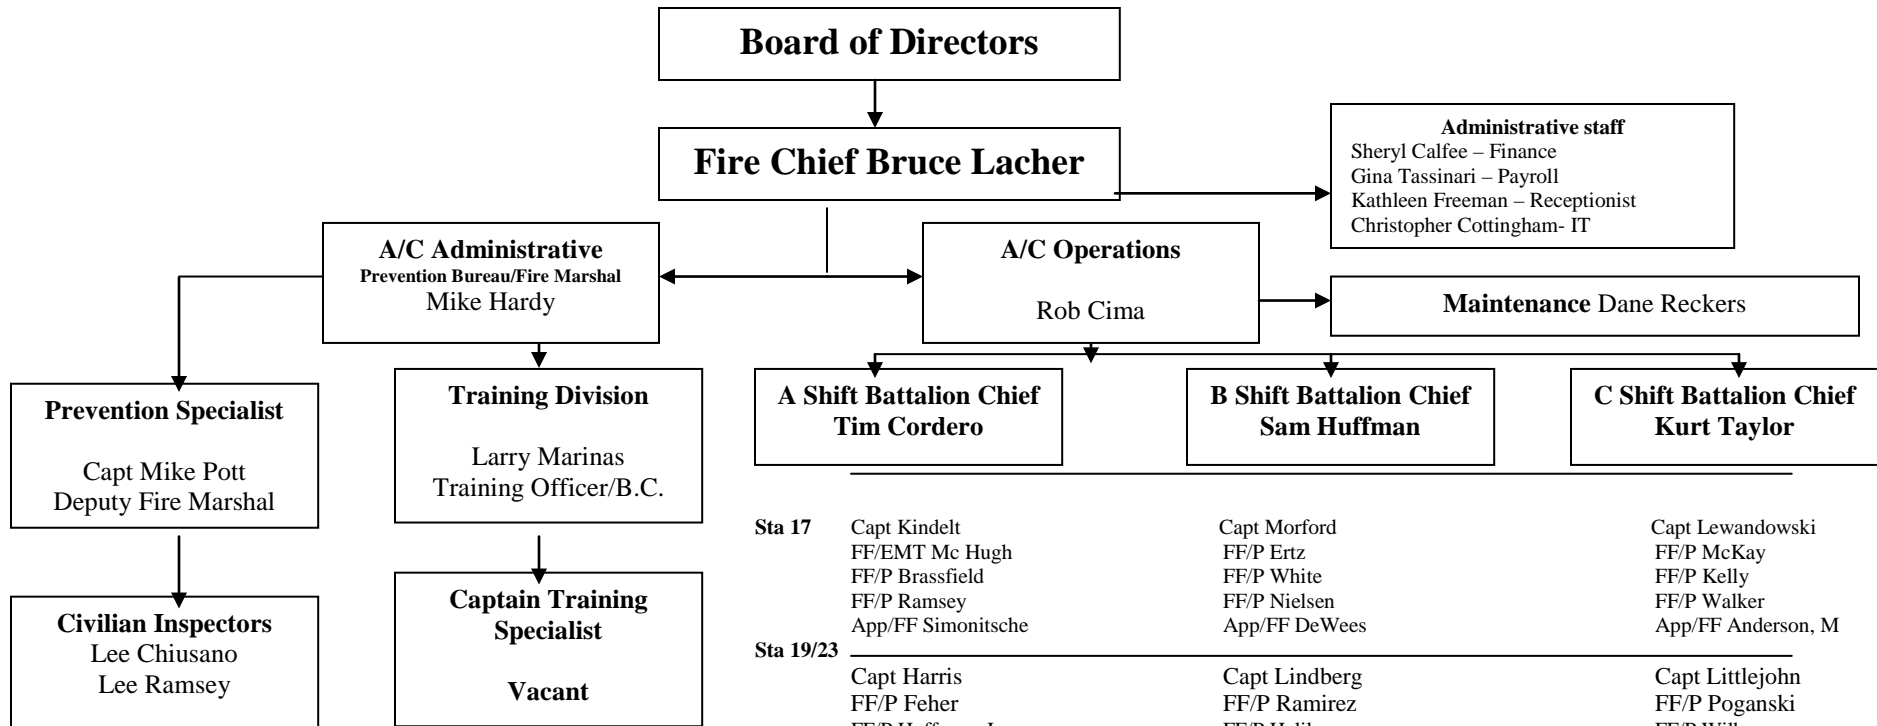 Board of Directors
Fire Chief Bruce Lacher
Administrative staff
Sheryl Calfee – Finance
Gina Tassinari – Payroll
Kathleen Freeman – Receptionist
Christopher Cottingham- IT
A/C Administrative
Prevention Bureau/Fire Marshal
Mike Hardy
A/C Operations
Rob Cima
Maintenance Dane Reckers
Prevention Specialist
Capt Mike Pott
Deputy Fire Marshal
Training Division
Larry Marinas
Training Officer/B.C.
A Shift Battalion Chief
Tim Cordero
B Shift Battalion Chief
Sam Huffman
C Shift Battalion Chief
Kurt Taylor
Civilian Inspectors
Lee Chiusano
Lee Ramsey
Captain Training
Specialist
Vacant
Sta 17 Capt Kindelt Capt Morford Capt Lewandowski
FF/EMT Mc Hugh FF/P Ertz FF/P McKay
FF/P Brassfield FF/P White FF/P Kelly
FF/P Ramsey FF/P Nielsen FF/P Walker
App/FF Simonitsche App/FF DeWees App/FF Anderson, M
Sta 19/23
Capt Harris Capt Lindberg Capt Littlejohn
FF/P Feher FF/P Ramirez FF/P Poganski